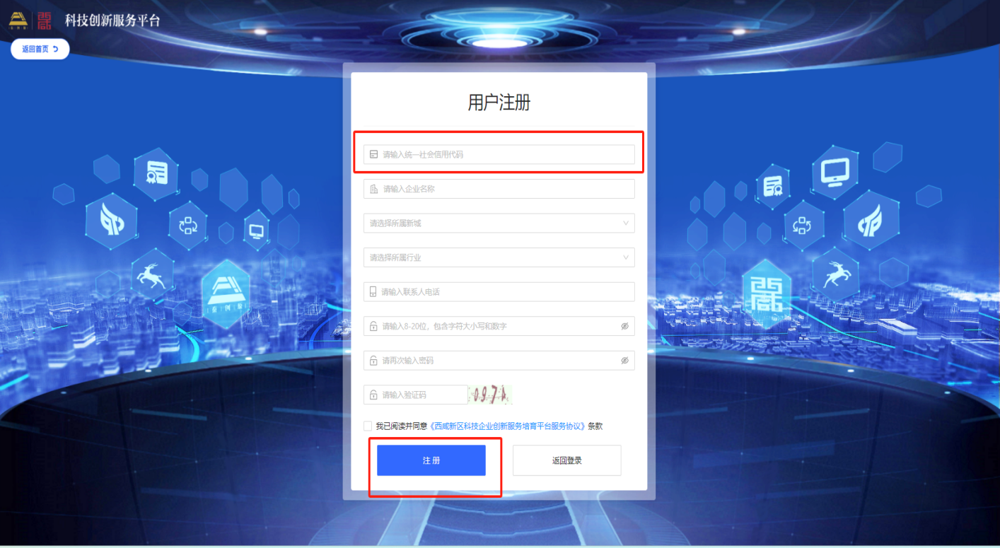 科技创新服务平台
返回首页
用户注册
请输入统一社会信用代码
请输入企业名称
请选择所属新城
请选择所属行业
请输入联系人电话
请输入8-20位，包含字符大小写和数字
请再次输入密码
请输入验证码
我已阅读并同意《西咸新区科技企业创新服务培育平台服务协议》条款
注 册
返回登录